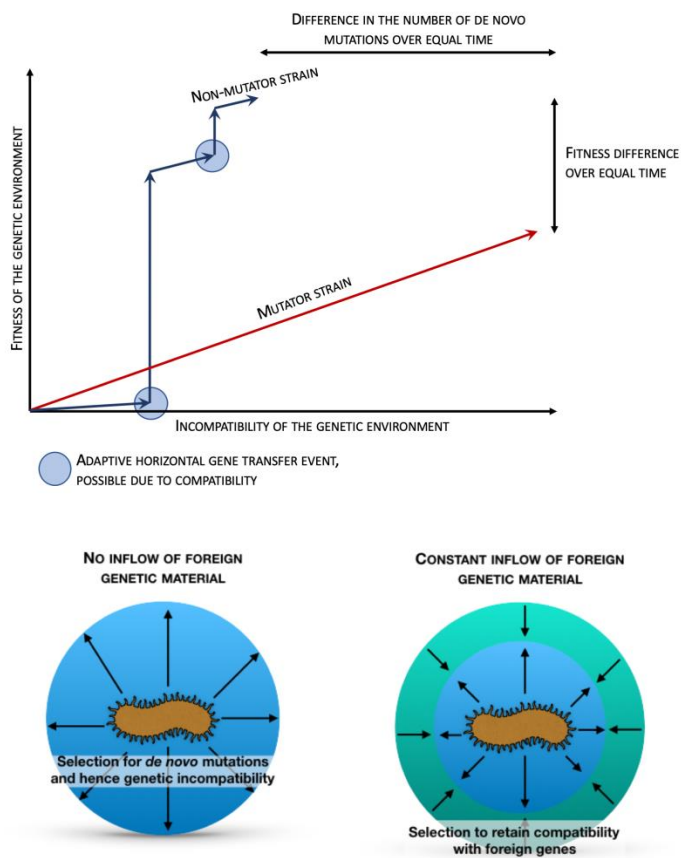 DIFFERENCE IN THE NUMBER OF DE NOVO
MUTATIONS OVER EQUAL TIME
NON-MUTATOR STRAIN
FITNESS OF THE GENETIC ENVIRONMENT
FITNESS DIFFERENCE
OVER EQUAL TIME
MUTATOR STRAIN
INCOMPATIBILITY OF THE GENETIC ENVIRONMENT
ADAPTIVE HORIZONTAL GENE TRANSFER EVENT,
POSSIBLE DUE TO COMPATIBILITY
NO INFLOW OF FOREIGN
GENETIC MATERIAL
Selection for de novo mutations
and hence genetic incompatibility
CONSTANT INFLOW OF FOREIGN
GENETIC MATERIAL
Selection to retain compatibility
with foreign genes